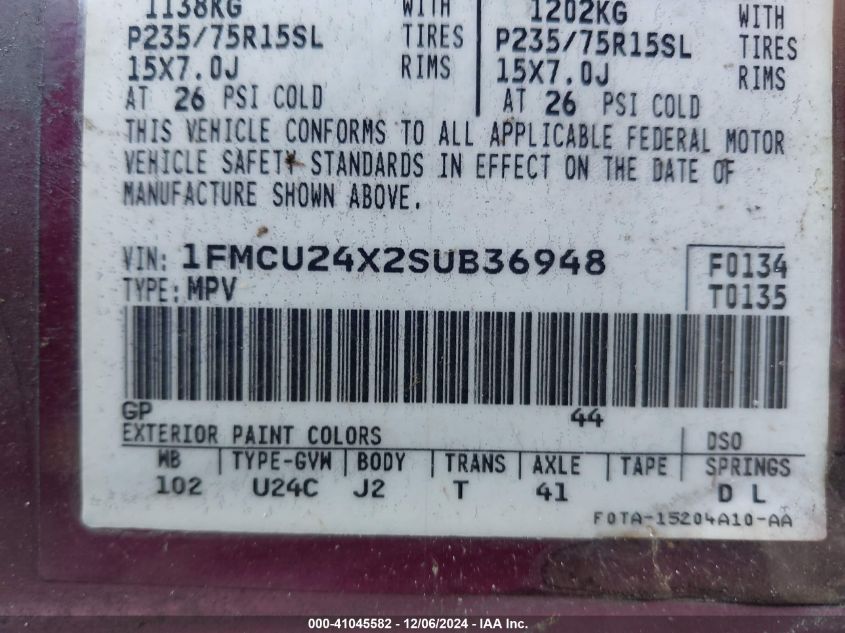 1138KG WITH 1202KG WITH
P235/75R15SL TIRES P235/75R15SL TIRES
15X7.0J RIMS 15X7.0J RIMS
AT 26 PSI COLD AT 26 PSI COLD
THIS VEHICLE CONFORMS TO ALL APPLICABLE FEDERAL MOTOR
VEHICLE SAFETY STANDARDS IN EFFECT ON THE DATE OF
MANUFACTURE SHOWN ABOVE.
VIN: 1FMCU24X2SUB36948 F0134
TYPE: MPV T0135
GP 44
EXTERIOR PAINT COLORS DSO
WB TYPE-GVW BODY TRANS AXLE TAPE SPRINGS
102 U24C J2 T 41 D L
F0TA-15204A10-AA
000-41045582 - 12/06/2024 - IAA Inc.